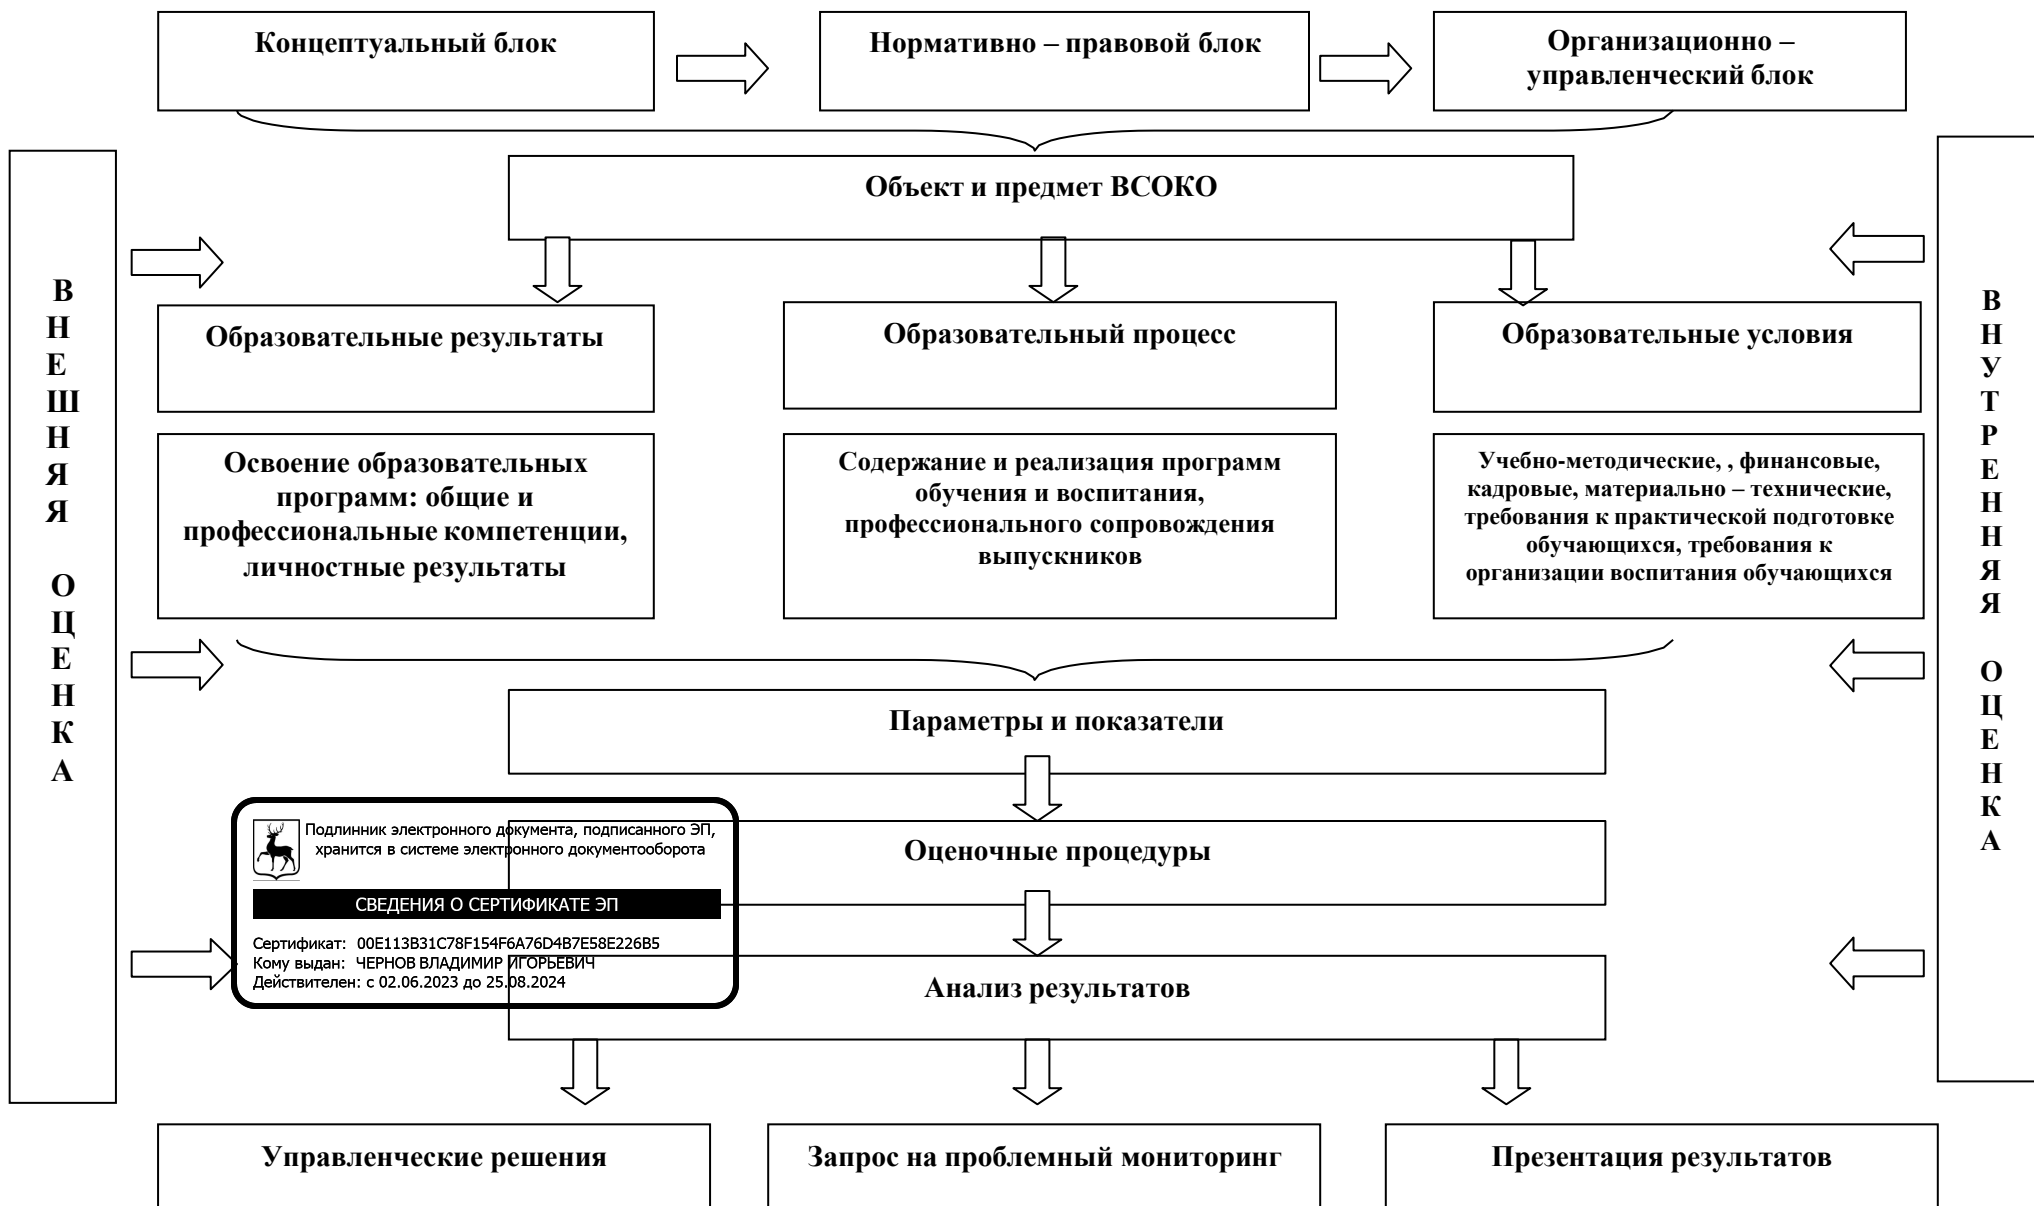 Концептуальный блок
Нормативно – правовой блок
Организационно –
управленческий блок
Объект и предмет ВСОКО
ВНЕШНЯЯ ОЦЕНКА
ВНУТРЕННЯЯ ОЦЕНКА
Образовательные результаты
Образовательный процесс
Образовательные условия
Освоение образовательных
программ: общие и
профессиональные компетенции,
личностные результаты
Содержание и реализация программ
обучения и воспитания,
профессионального сопровождения
выпускников
Учебно-методические, , финансовые,
кадровые, материально – технические,
требования к практической подготовке
обучающихся, требования к
организации воспитания обучающихся
Параметры и показатели
Оценочные процедуры
Анализ результатов
Подлинник электронного документа, подписанного ЭП,
хранится в системе электронного документооборота
СВЕДЕНИЯ О СЕРТИФИКАТЕ ЭП
Сертификат: 00E113B31C78F154F6A76D4B7E58E226B5
Кому выдан: ЧЕРНОВ ВЛАДИМИР ИГОРЬЕВИЧ
Действителен: с 02.06.2023 до 25.08.2024
Управленческие решения
Запрос на проблемный мониторинг
Презентация результатов